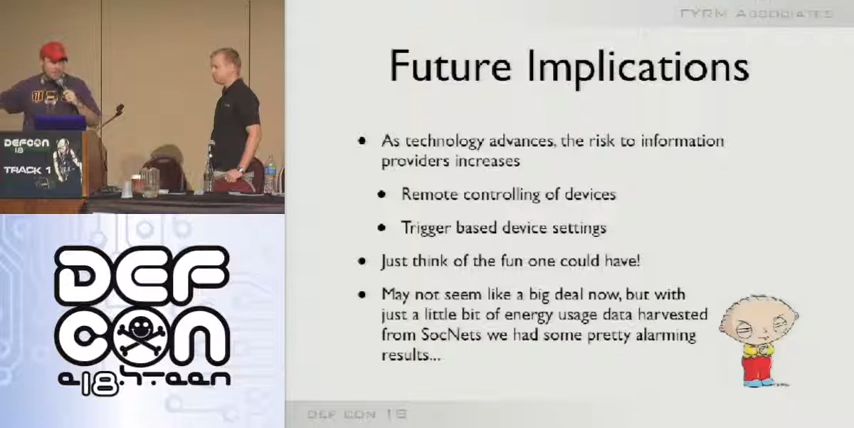 FYRM ASSOCIATES
Future Implications
As technology advances, the risk to information
providers increases
Remote controlling of devices
Trigger based device settings
Just think of the fun one could have!
May not seem like a big deal now, but with
just a little bit of energy usage data harvested
from SocNets we had some pretty alarming
results...
DEFCON
18
TRACK 1
DEF
CON
e18hteen
DEF CON 18